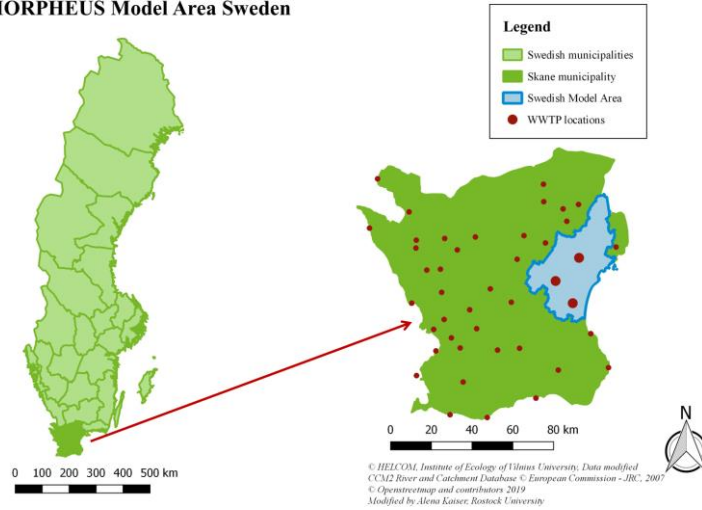 MORPHEUS Model Area Sweden
Legend
Swedish municipalities
Skane municipality
Swedish Model Area
WWTP locations
0 100 200 300 400 500 km
0 20 40 60 80 km
N
© HELCOM, Institute of Ecology of Vilnius University, Data modified
CCM2 River and Catchment Database © European Commission - JRC, 2007
© Openstreetmap and contributors 2019
Modified by Alena Kaiser, Rostock University